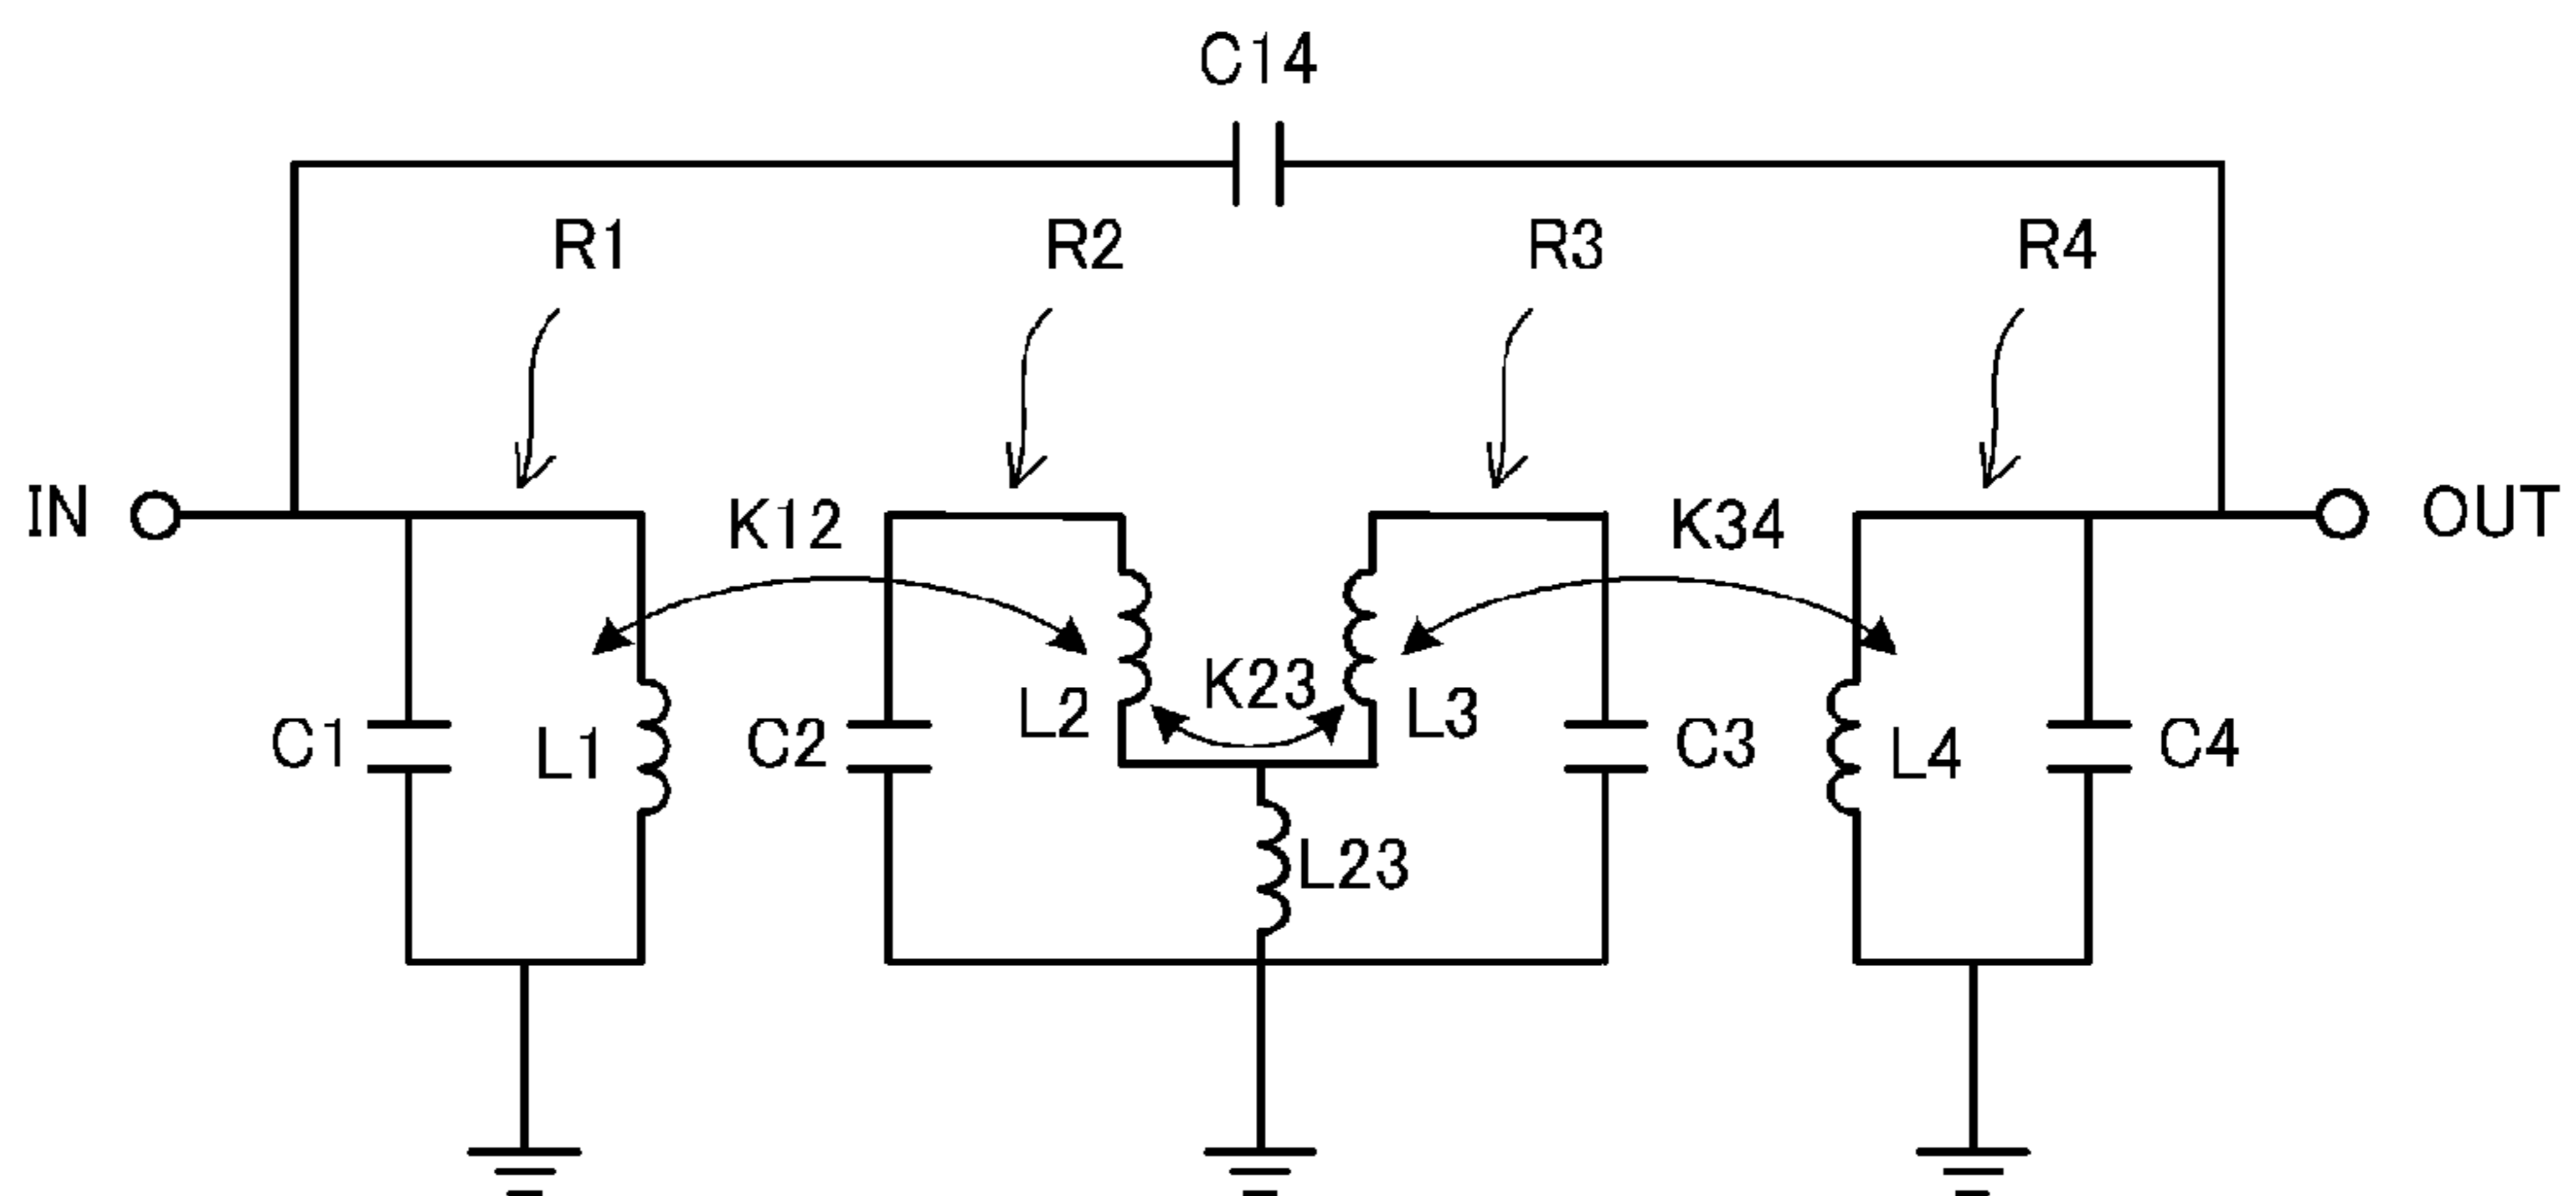 C14
R1 R2 R3 R4
IN K12 K34 OUT
K23
L2 L3
C1 L1 C2 C3 L4 C4
L23